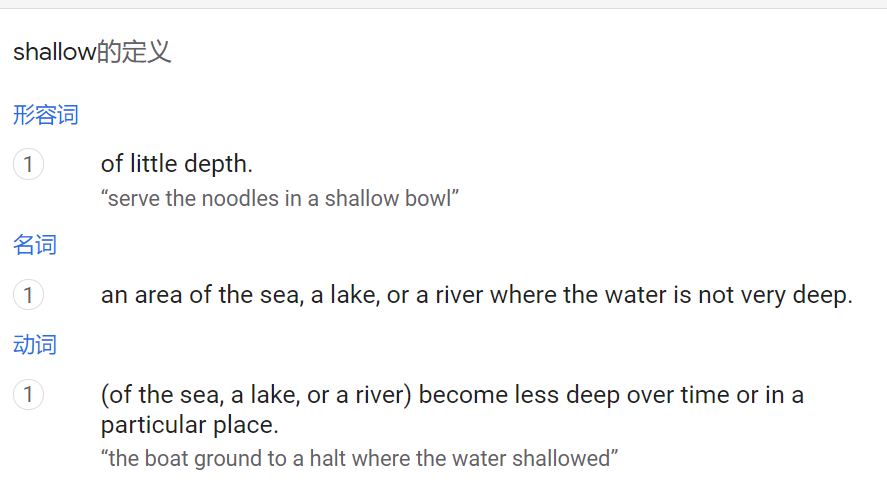 shallow的定义
形容词
1
of little depth.
“serve the noodles in a shallow bowl”
名词
1
an area of the sea, a lake, or a river where the water is not very deep.
动词
1
(of the sea, a lake, or a river) become less deep over time or in a
particular place.
“the boat ground to a halt where the water shallowed”